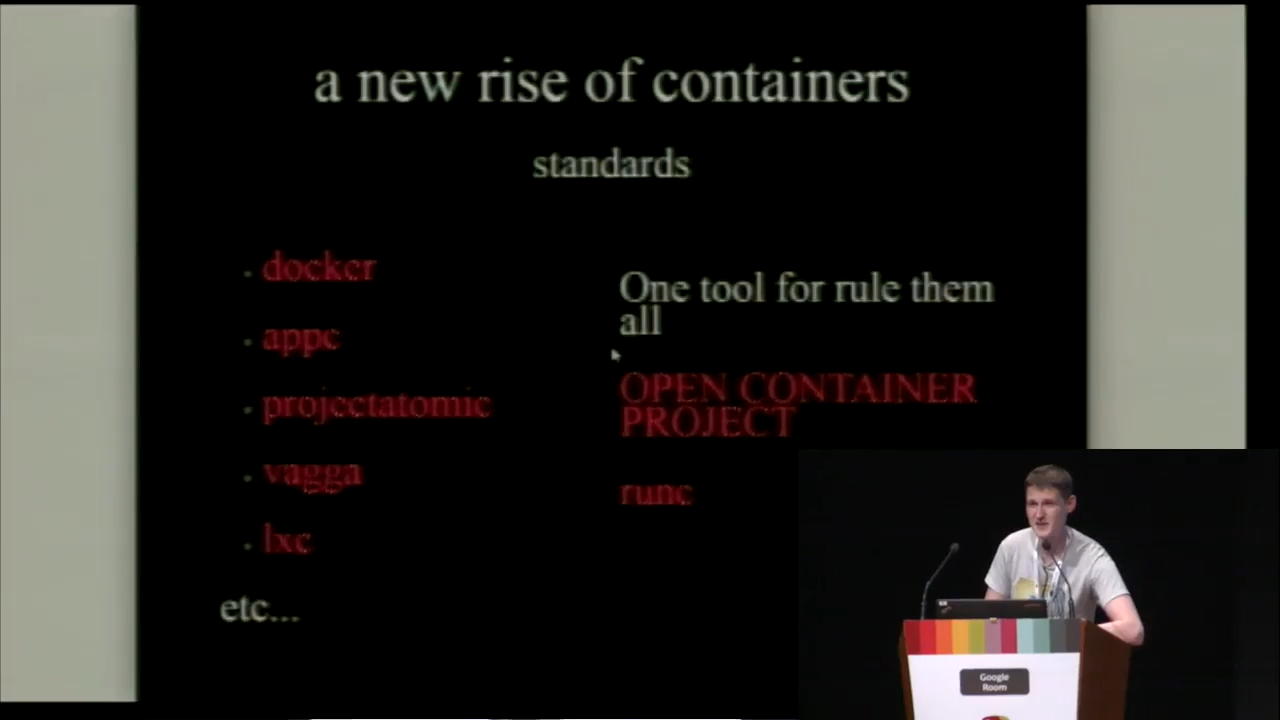 a new rise of containers
standards
docker
appc
projectatomic
vagga
lxc
etc...
One tool for rule them
all
OPEN CONTAINER
PROJECT
runc
Google
Room